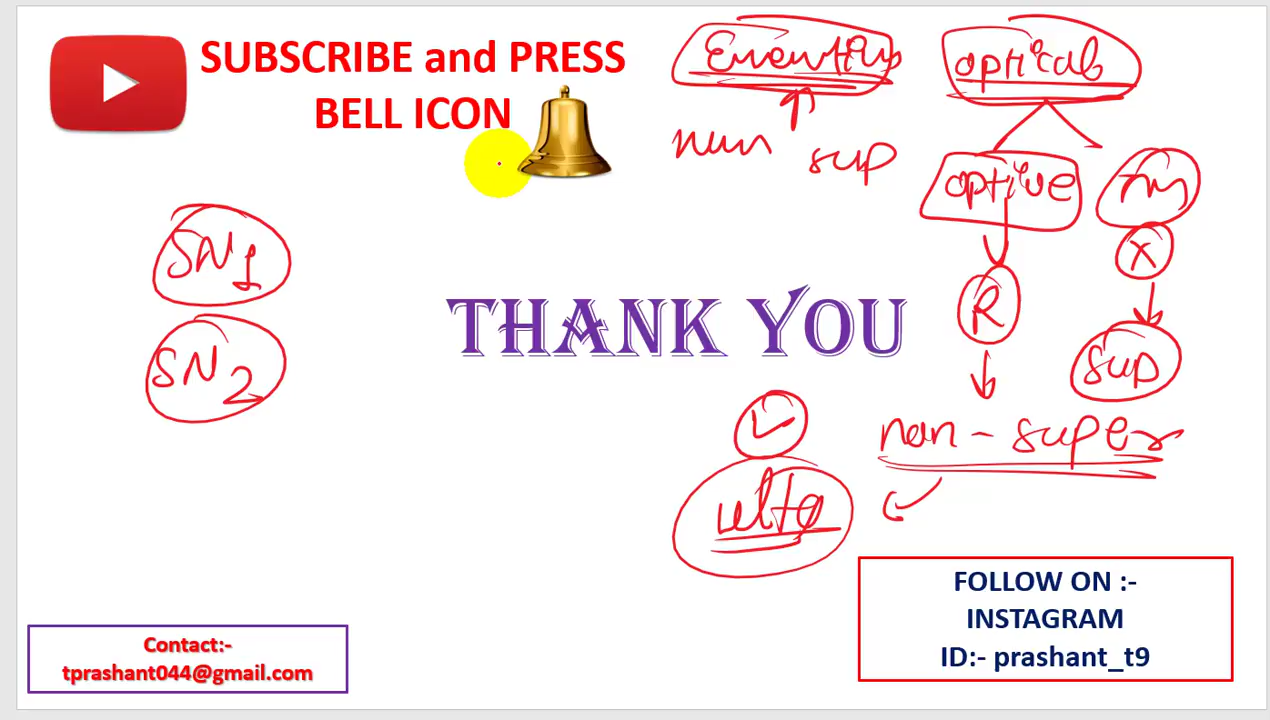 SUBSCRIBE and PRESS
BELL ICON
optical
non sup
optive
X
R
sup
SN1
SN2
THANK YOU
non - super
ulta
FOLLOW ON :-
INSTAGRAM
ID:- prashant_t9
Contact:-
tprashant044@gmail.com